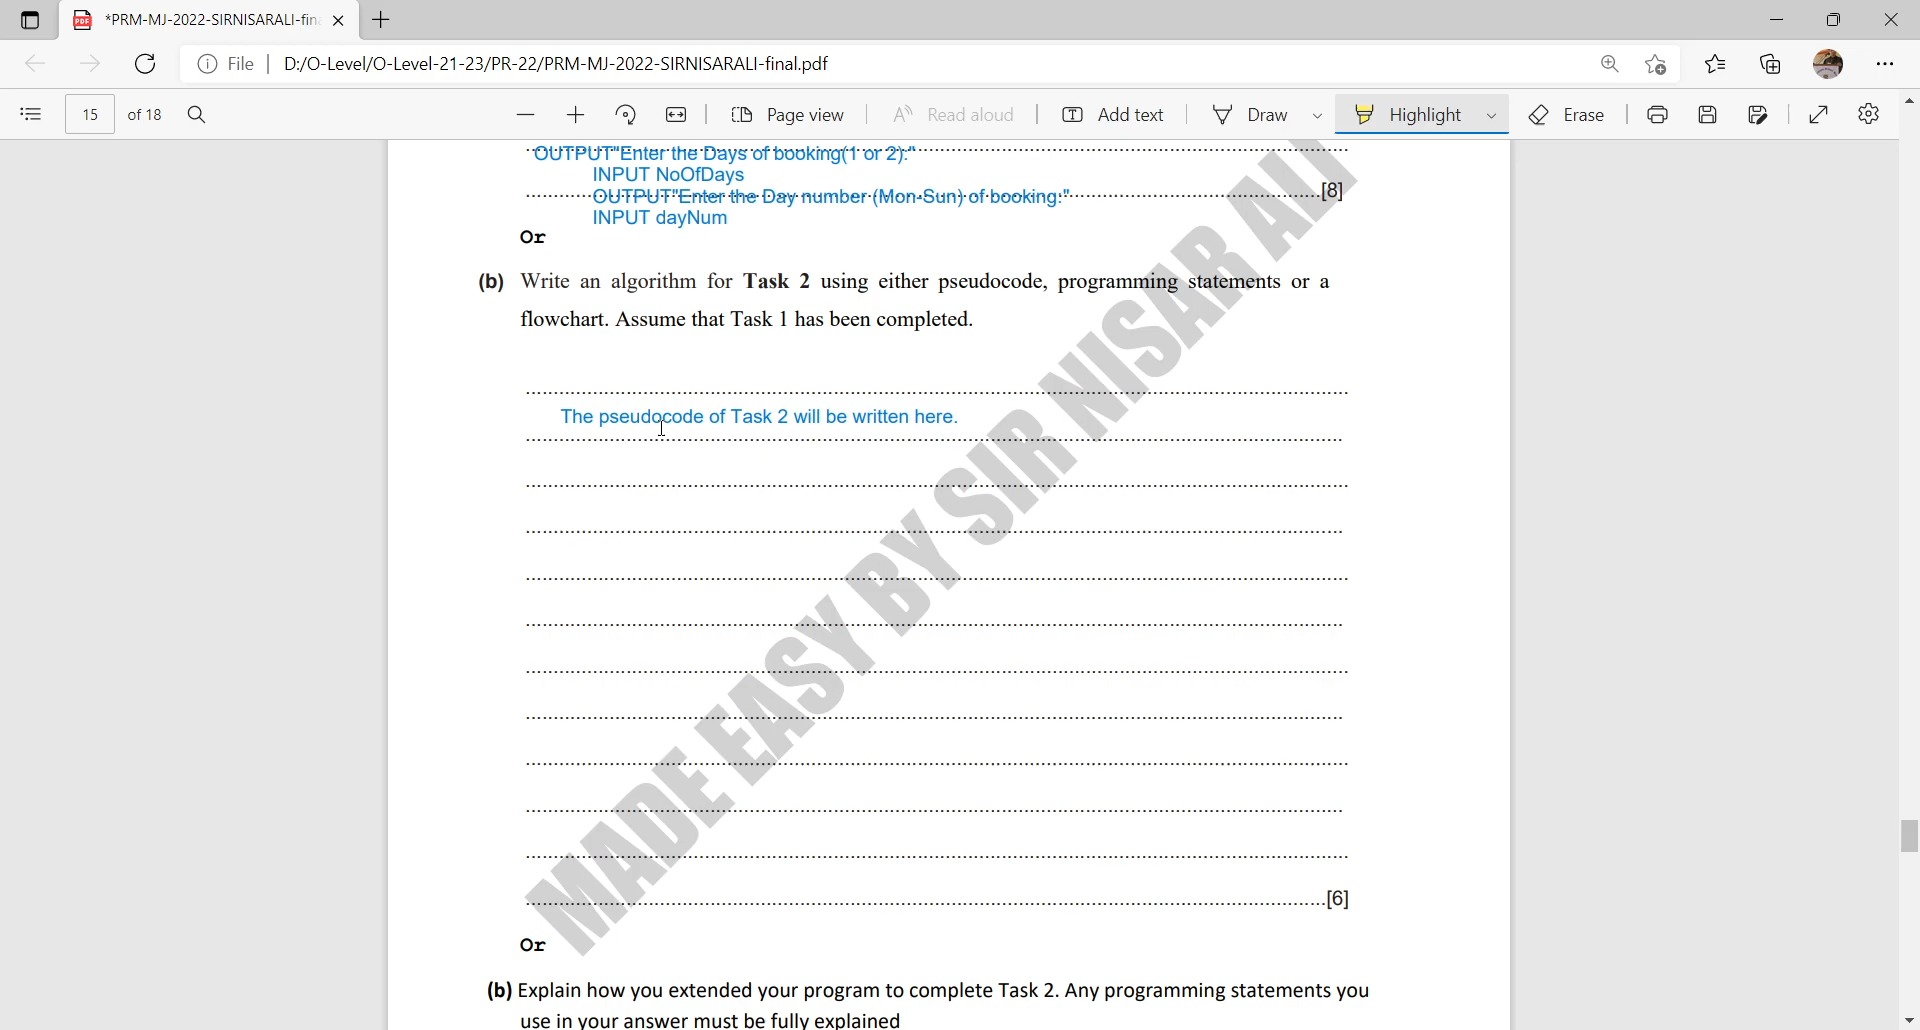 *PRM-MJ-2022-SIRNISARALI-fin
File
D:/O-Level/O-Level-21-23/PR-22/PRM-MJ-2022-SIRNISARALI-final.pdf
15 of 18
Page view
Read aloud
Add text
Draw
Highlight
Erase
OUTPUT"Enter the Days of booking(1 or 2):"
INPUT NoOfDays
OUTPUT"Enter the Day number (Mon-Sun) of booking:"
[8]
INPUT dayNum
Or
(b) Write an algorithm for Task 2 using either pseudocode, programming statements or a
flowchart. Assume that Task 1 has been completed.
The pseudocode of Task 2 will be written here.
MADE EASY BY SIR NISAR ALI
[6]
Or
(b) Explain how you extended your program to complete Task 2. Any programming statements you
use in your answer must be fully explained